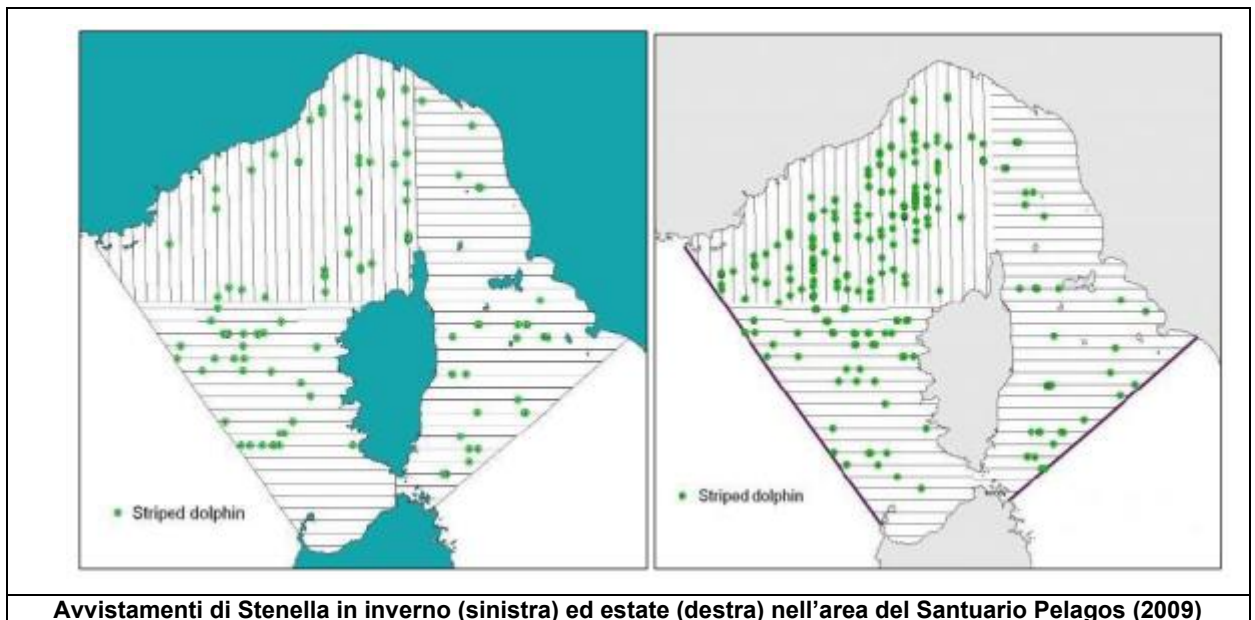 Striped dolphin
Striped dolphin
Avvistamenti di Stenella in inverno (sinistra) ed estate (destra) nell'area del Santuario Pelagos (2009)